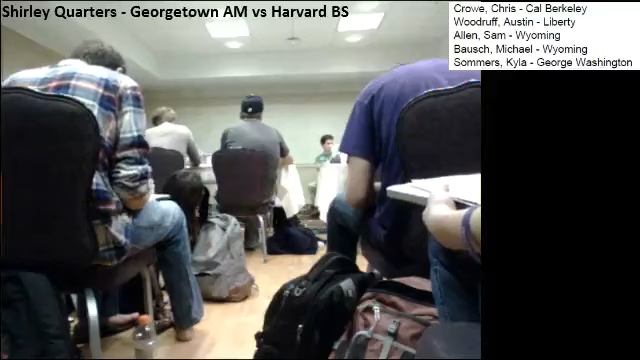 Shirley Quarters - Georgetown AM vs Harvard BS
Crowe, Chris - Cal Berkeley
Woodruff, Austin - Liberty
Allen, Sam - Wyoming
Bausch, Michael - Wyoming
Sommers, Kyla - George Washington